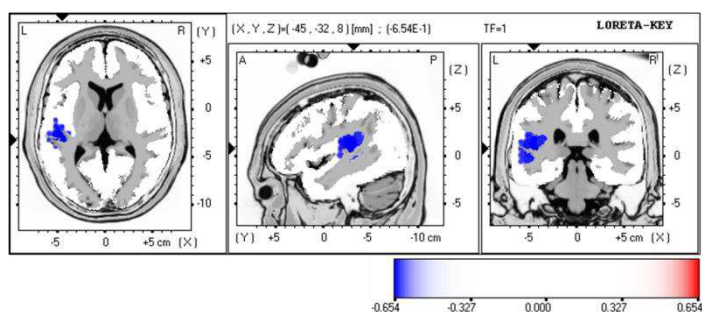 (X,Y,Z)=(-45,-32,8)[mm] ; (-6.54E-1) TF=1 LORETA-KEY
L R (Y)
+5
0
-5
-10
-5 0 +5 cm (X)
A P (Z)
+5
0
-5
(Y) +5 0 -5 -10 cm
L R (Z)
+5
0
-5
-5 0 +5 cm (X)
-0.654 -0.327 0.000 0.327 0.654